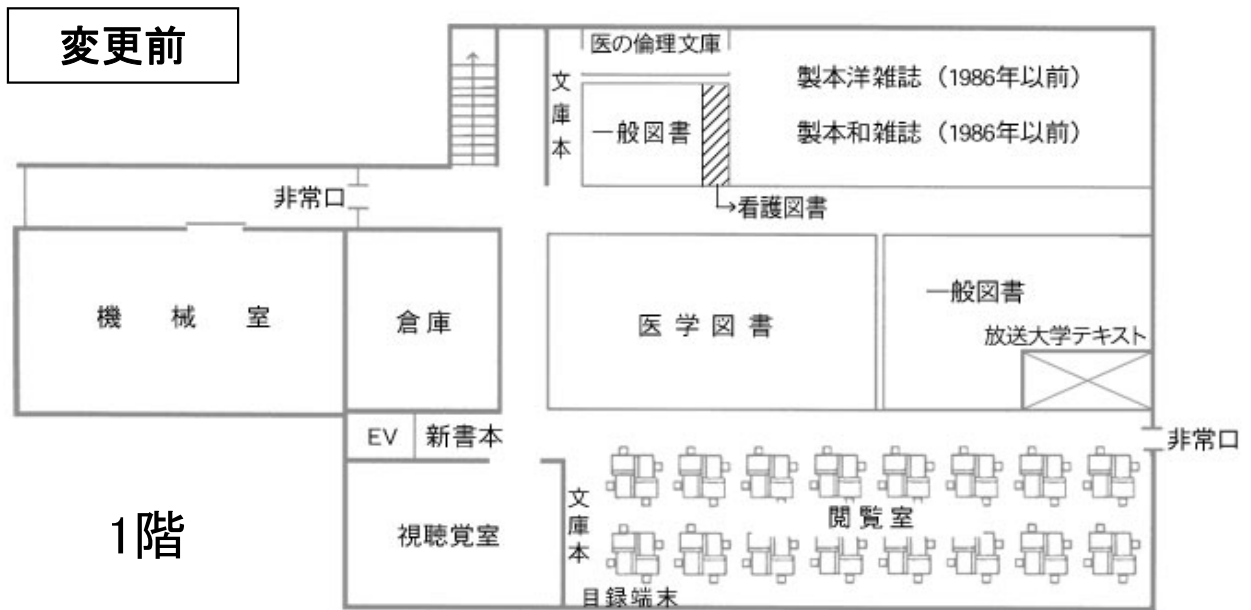 変更前
医の倫理文庫
文庫本
一般図書
製本洋雑誌（1986年以前）
製本和雑誌（1986年以前）
非常口
看護図書
機械室
倉庫
医学図書
一般図書
放送大学テキスト
EV
新書本
非常口
1階
視聴覚室
文庫本
閲覧室
目録端末